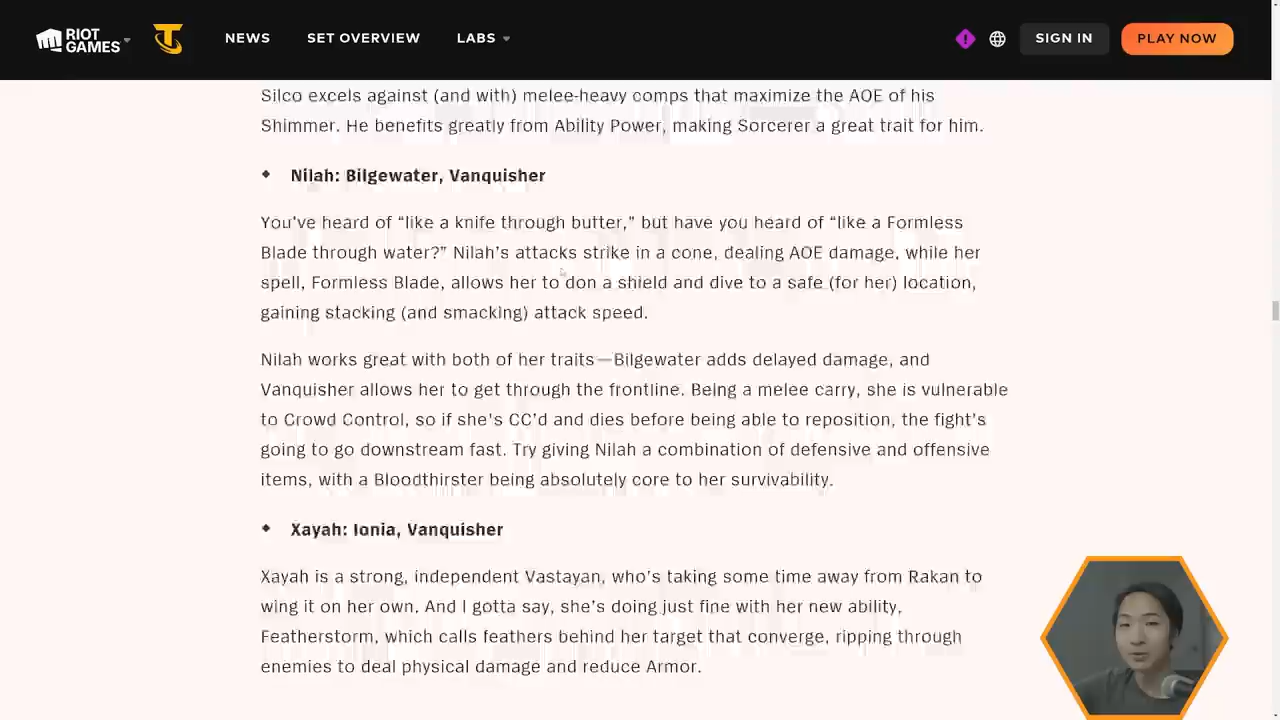 RIOT GAMES
NEWS
SET OVERVIEW
LABS
SIGN IN
PLAY NOW
Silco excels against (and with) melee-heavy comps that maximize the AOE of his
Shimmer. He benefits greatly from Ability Power, making Sorcerer a great trait for him.
Nilah: Bilgewater, Vanquisher
You've heard of “like a knife through butter,” but have you heard of “like a Formless
Blade through water?” Nilah’s attacks strike in a cone, dealing AOE damage, while her
spell, Formless Blade, allows her to don a shield and dive to a safe (for her) location,
gaining stacking (and smacking) attack speed.
Nilah works great with both of her traits—Bilgewater adds delayed damage, and
Vanquisher allows her to get through the frontline. Being a melee carry, she is vulnerable
to Crowd Control, so if she's CC’d and dies before being able to reposition, the fight's
going to go downstream fast. Try giving Nilah a combination of defensive and offensive
items, with a Bloodthirster being absolutely core to her survivability.
Xayah: Ionia, Vanquisher
Xayah is a strong, independent Vastayan, who’s taking some time away from Rakan to
wing it on her own. And I gotta say, she’s doing just fine with her new ability,
Featherstorm, which calls feathers behind her target that converge, ripping through
enemies to deal physical damage and reduce Armor.